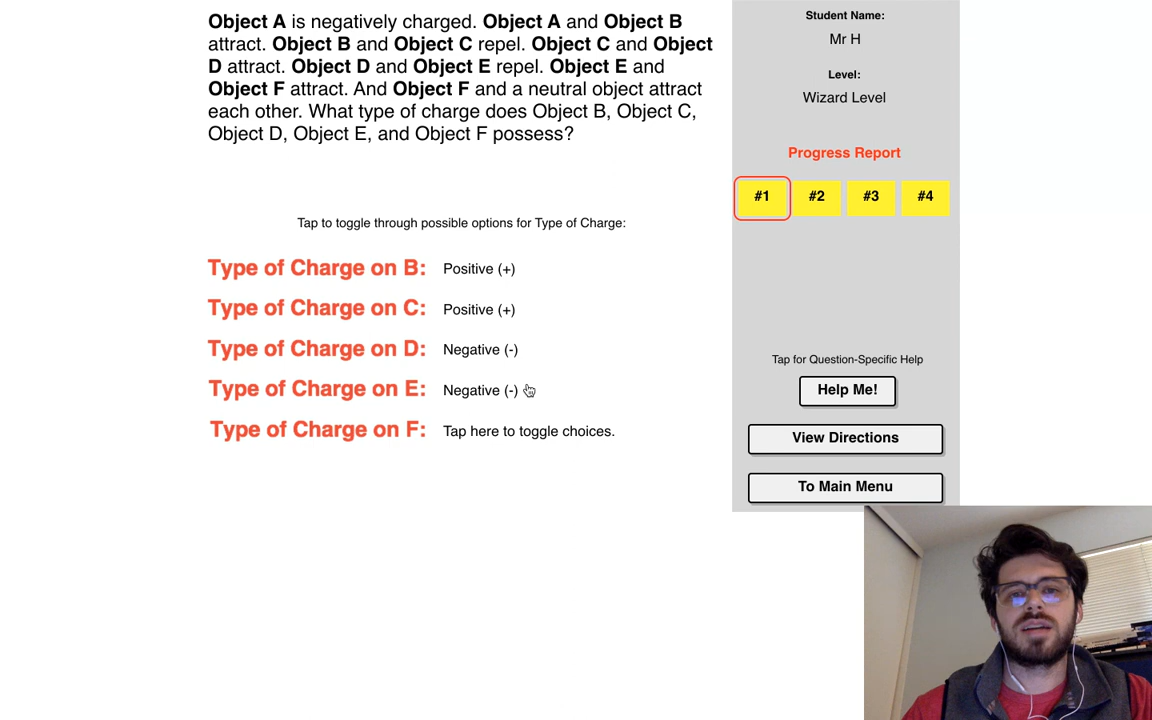 Object A is negatively charged. Object A and Object B
attract. Object B and Object C repel. Object C and Object
D attract. Object D and Object E repel. Object E and
Object F attract. And Object F and a neutral object attract
each other. What type of charge does Object B, Object C,
Object D, Object E, and Object F possess?
Tap to toggle through possible options for Type of Charge:
Type of Charge on B: Positive (+)
Type of Charge on C: Positive (+)
Type of Charge on D: Negative (-)
Type of Charge on E: Negative (-)
Type of Charge on F: Tap here to toggle choices.
Student Name:
Mr H
Level:
Wizard Level
Progress Report
#1 #2 #3 #4
Tap for Question-Specific Help
Help Me!
View Directions
To Main Menu